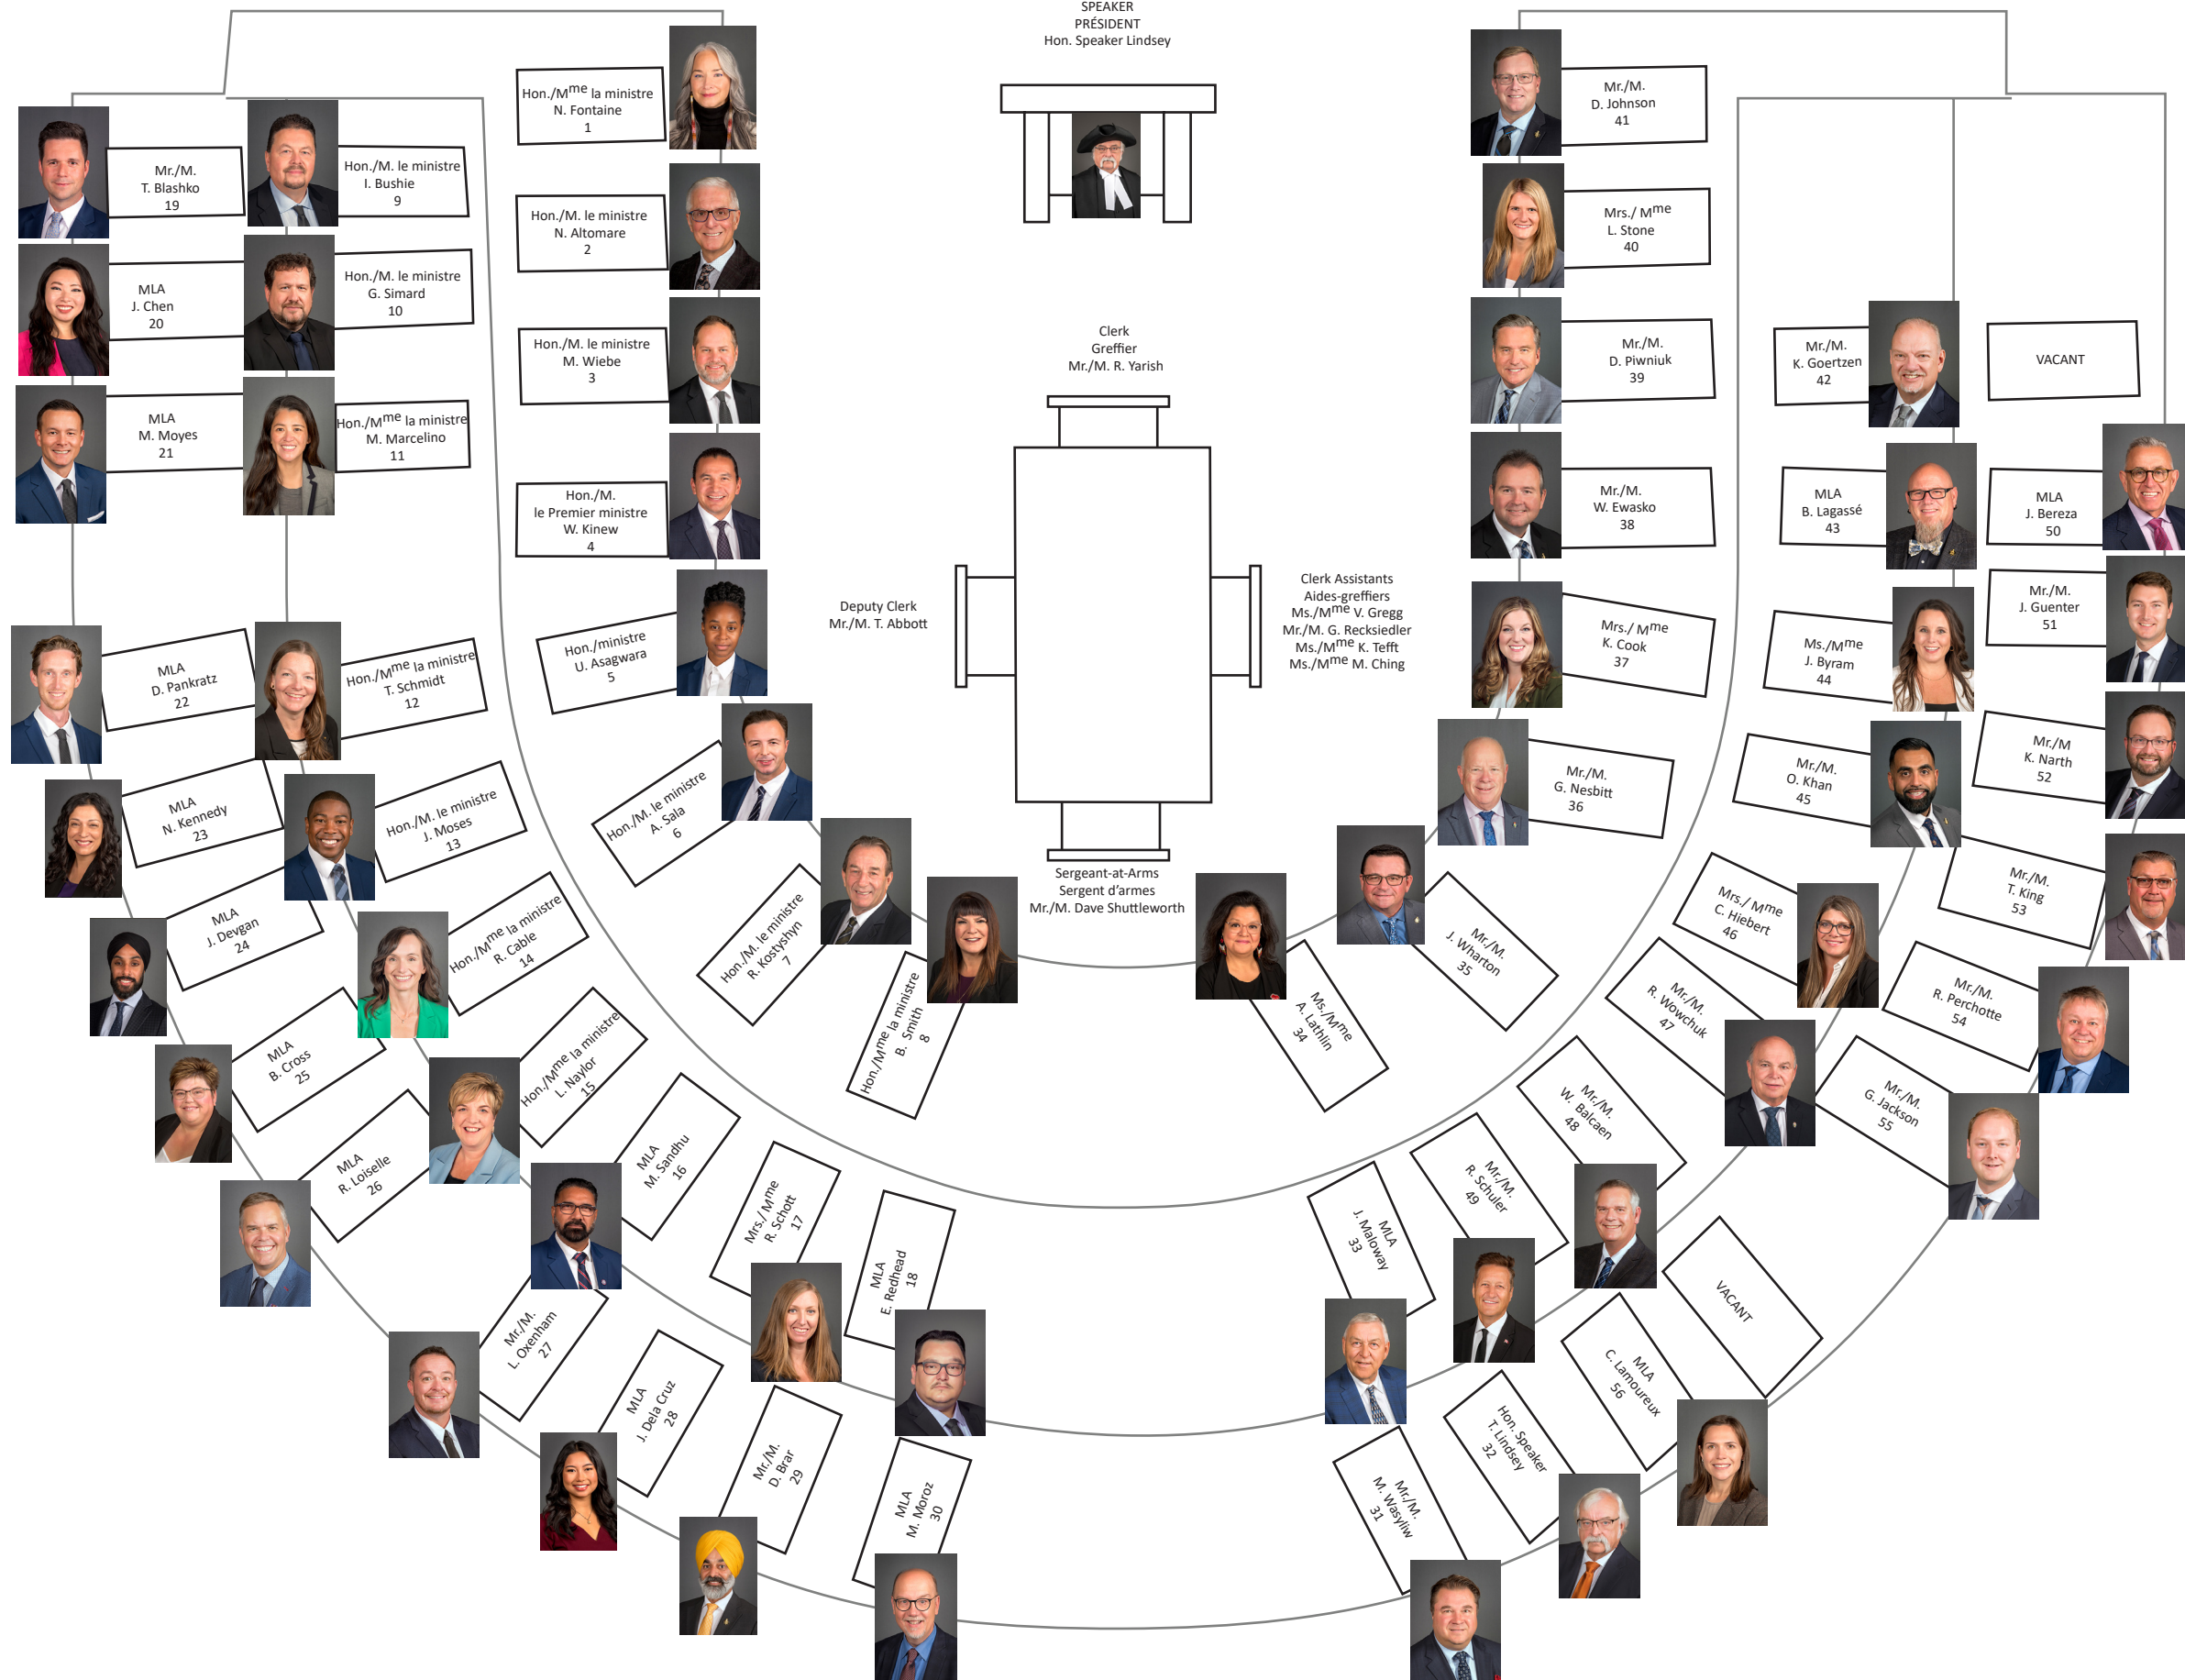 SPEAKER
PRÉSIDENT
Hon. Speaker Lindsey
Hon./Mme la ministre
N. Fontaine
1
Hon./M. le ministre
N. Altomare
2
Hon./M. le ministre
M. Wiebe
3
Hon./M.
le Premier ministre
W. Kinew
4
Hon./ministre
U. Asagwara
5
Hon./M. le ministre
A. Sala
6
Hon./M. le ministre
R. Kostyshyn
7
Hon./Mme la ministre
B. Smith
8
Hon./M. le ministre
I. Bushie
9
Hon./M. le ministre
G. Simard
10
Hon./Mme la ministre
M. Marcelino
11
Hon./Mme la ministre
T. Schmidt
12
Hon./M. le ministre
J. Moses
13
Hon./Mme la ministre
R. Cable
14
Hon./Mme la ministre
L. Naylor
15
MLA
M. Sandhu
16
Mrs./ Mme
R. Schott
17
MLA
E. Redhead
18
Mr./M.
T. Blashko
19
MLA
J. Chen
20
MLA
M. Moyes
21
MLA
D. Pankratz
22
MLA
N. Kennedy
23
MLA
J. Devgan
24
MLA
B. Cross
25
MLA
R. Loiselle
26
Mr./M.
L. Oxenham
27
MLA
J. Dela Cruz
28
Mr./M.
D. Brar
29
MLA
M. Moroz
30
Clerk
Greffier
Mr./M. R. Yarish
Deputy Clerk
Mr./M. T. Abbott
Clerk Assistants
Aides-greffiers
Ms./Mme V. Gregg
Mr./M. G. Recksiedler
Ms./Mme K. Tefft
Ms./Mme M. Ching
Sergeant-at-Arms
Sergent d'armes
Mr./M. Dave Shuttleworth
Mr./M.
M. Wasyliw
31
Hon. Speaker
T. Lindsey
32
MLA
J. Maloway
33
Ms./Mme
A. Lathlin
34
Mr./M.
J. Wharton
35
Mr./M.
G. Nesbitt
36
Mrs./ Mme
K. Cook
37
Mr./M.
W. Ewasko
38
Mr./M.
D. Piwniuk
39
Mrs./ Mme
L. Stone
40
Mr./M.
D. Johnson
41
Mr./M.
K. Goertzen
42
MLA
B. Lagassé
43
Ms./Mme
J. Byram
44
Mr./M.
O. Khan
45
Mrs./ Mme
C. Hiebert
46
Mr./M.
R. Wowchuk
47
Mr./M.
W. Balcaen
48
Mr./M.
R. Schuler
49
VACANT
MLA
J. Bereza
50
Mr./M.
J. Guenter
51
Mr./M
K. Narth
52
Mr./M.
T. King
53
Mr./M.
R. Perchotte
54
Mr./M.
G. Jackson
55
VACANT
MLA
C. Lamoureux
56